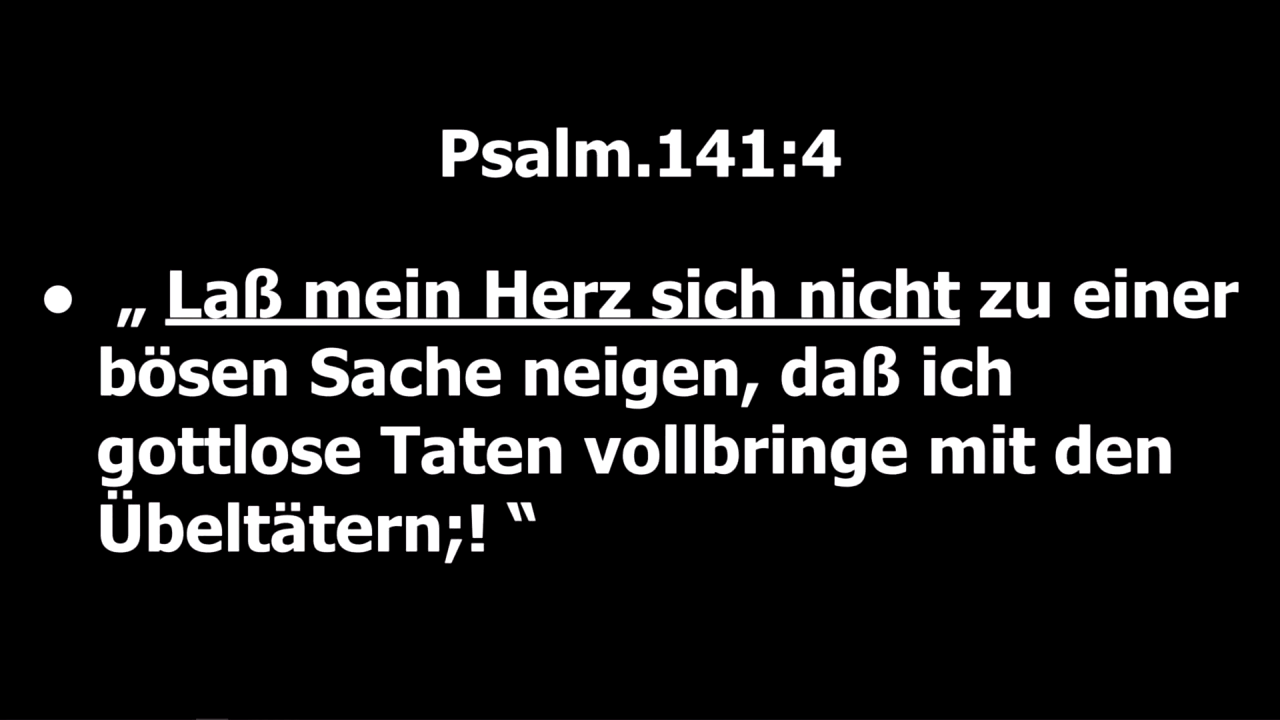 Psalm.141:4
● „ Laß mein Herz sich nicht zu einer
bösen Sache neigen, daß ich
gottlose Taten vollbringe mit den
Übeltätern;! “